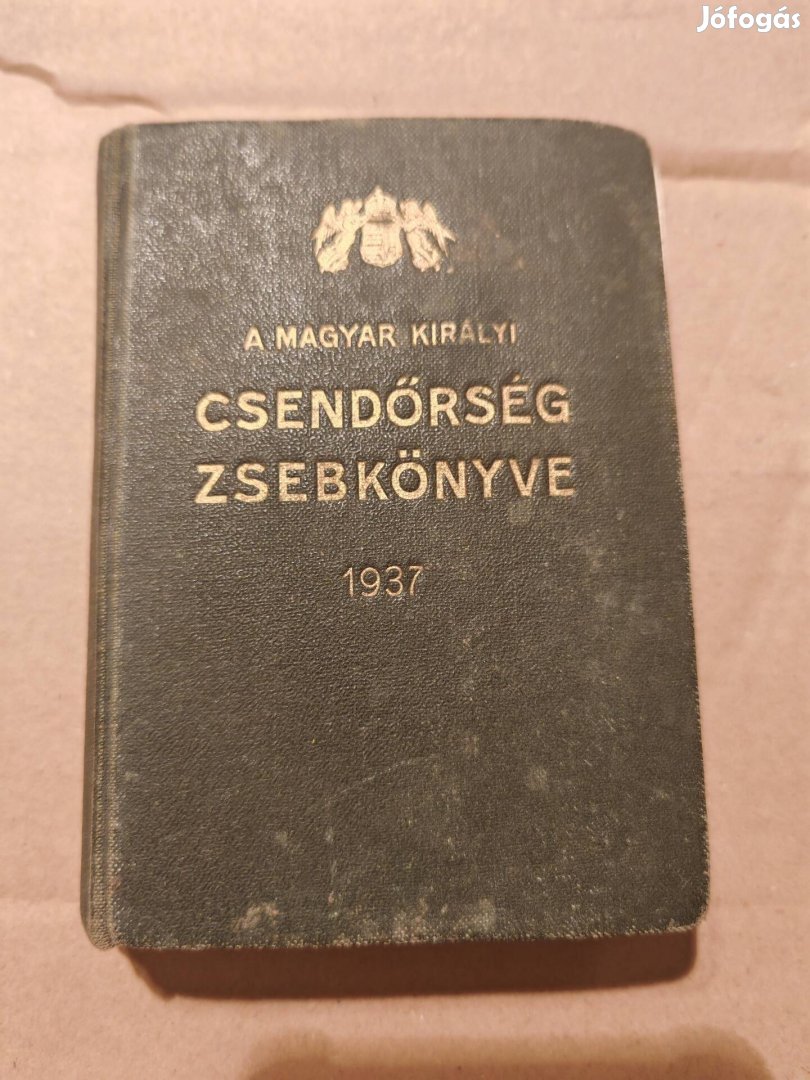 Jófogás
A MAGYAR KIRÁLYI
CSENDŐRSÉG
ZSEBKÖNYVE
1937